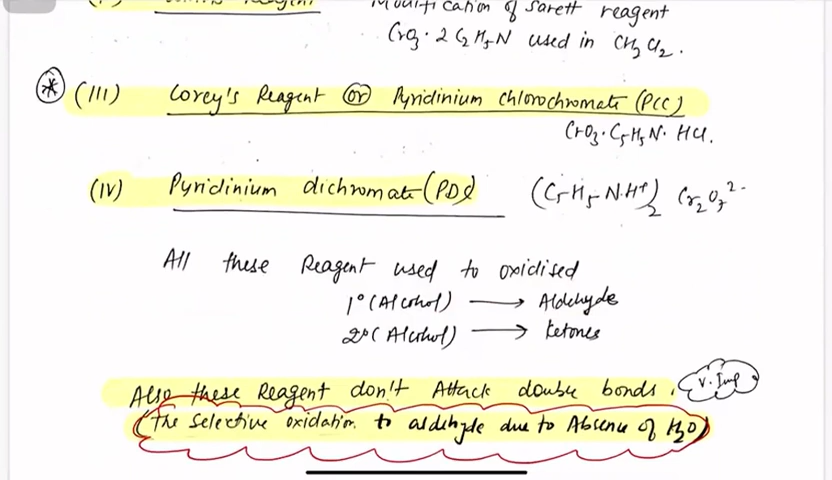 Modification of Sarett reagent
CrO3 · 2 C5H5N used in CH2Cl2.
(III) Corey's Reagent or Pyridinium Chlorochromate (PCC)
CrO3·C5H5N·HCl.
(IV) Pyridinium dichromate (PDC) (C5H5NH+)2 Cr2O7 2-
All these Reagent used to oxidised
1° (Alcohol) → Aldehyde
2° (Alcohol) → Ketones
Also these Reagent don't Attack double bonds. V. Imp
(The selective oxidation to aldehyde due to Absence of H2O)